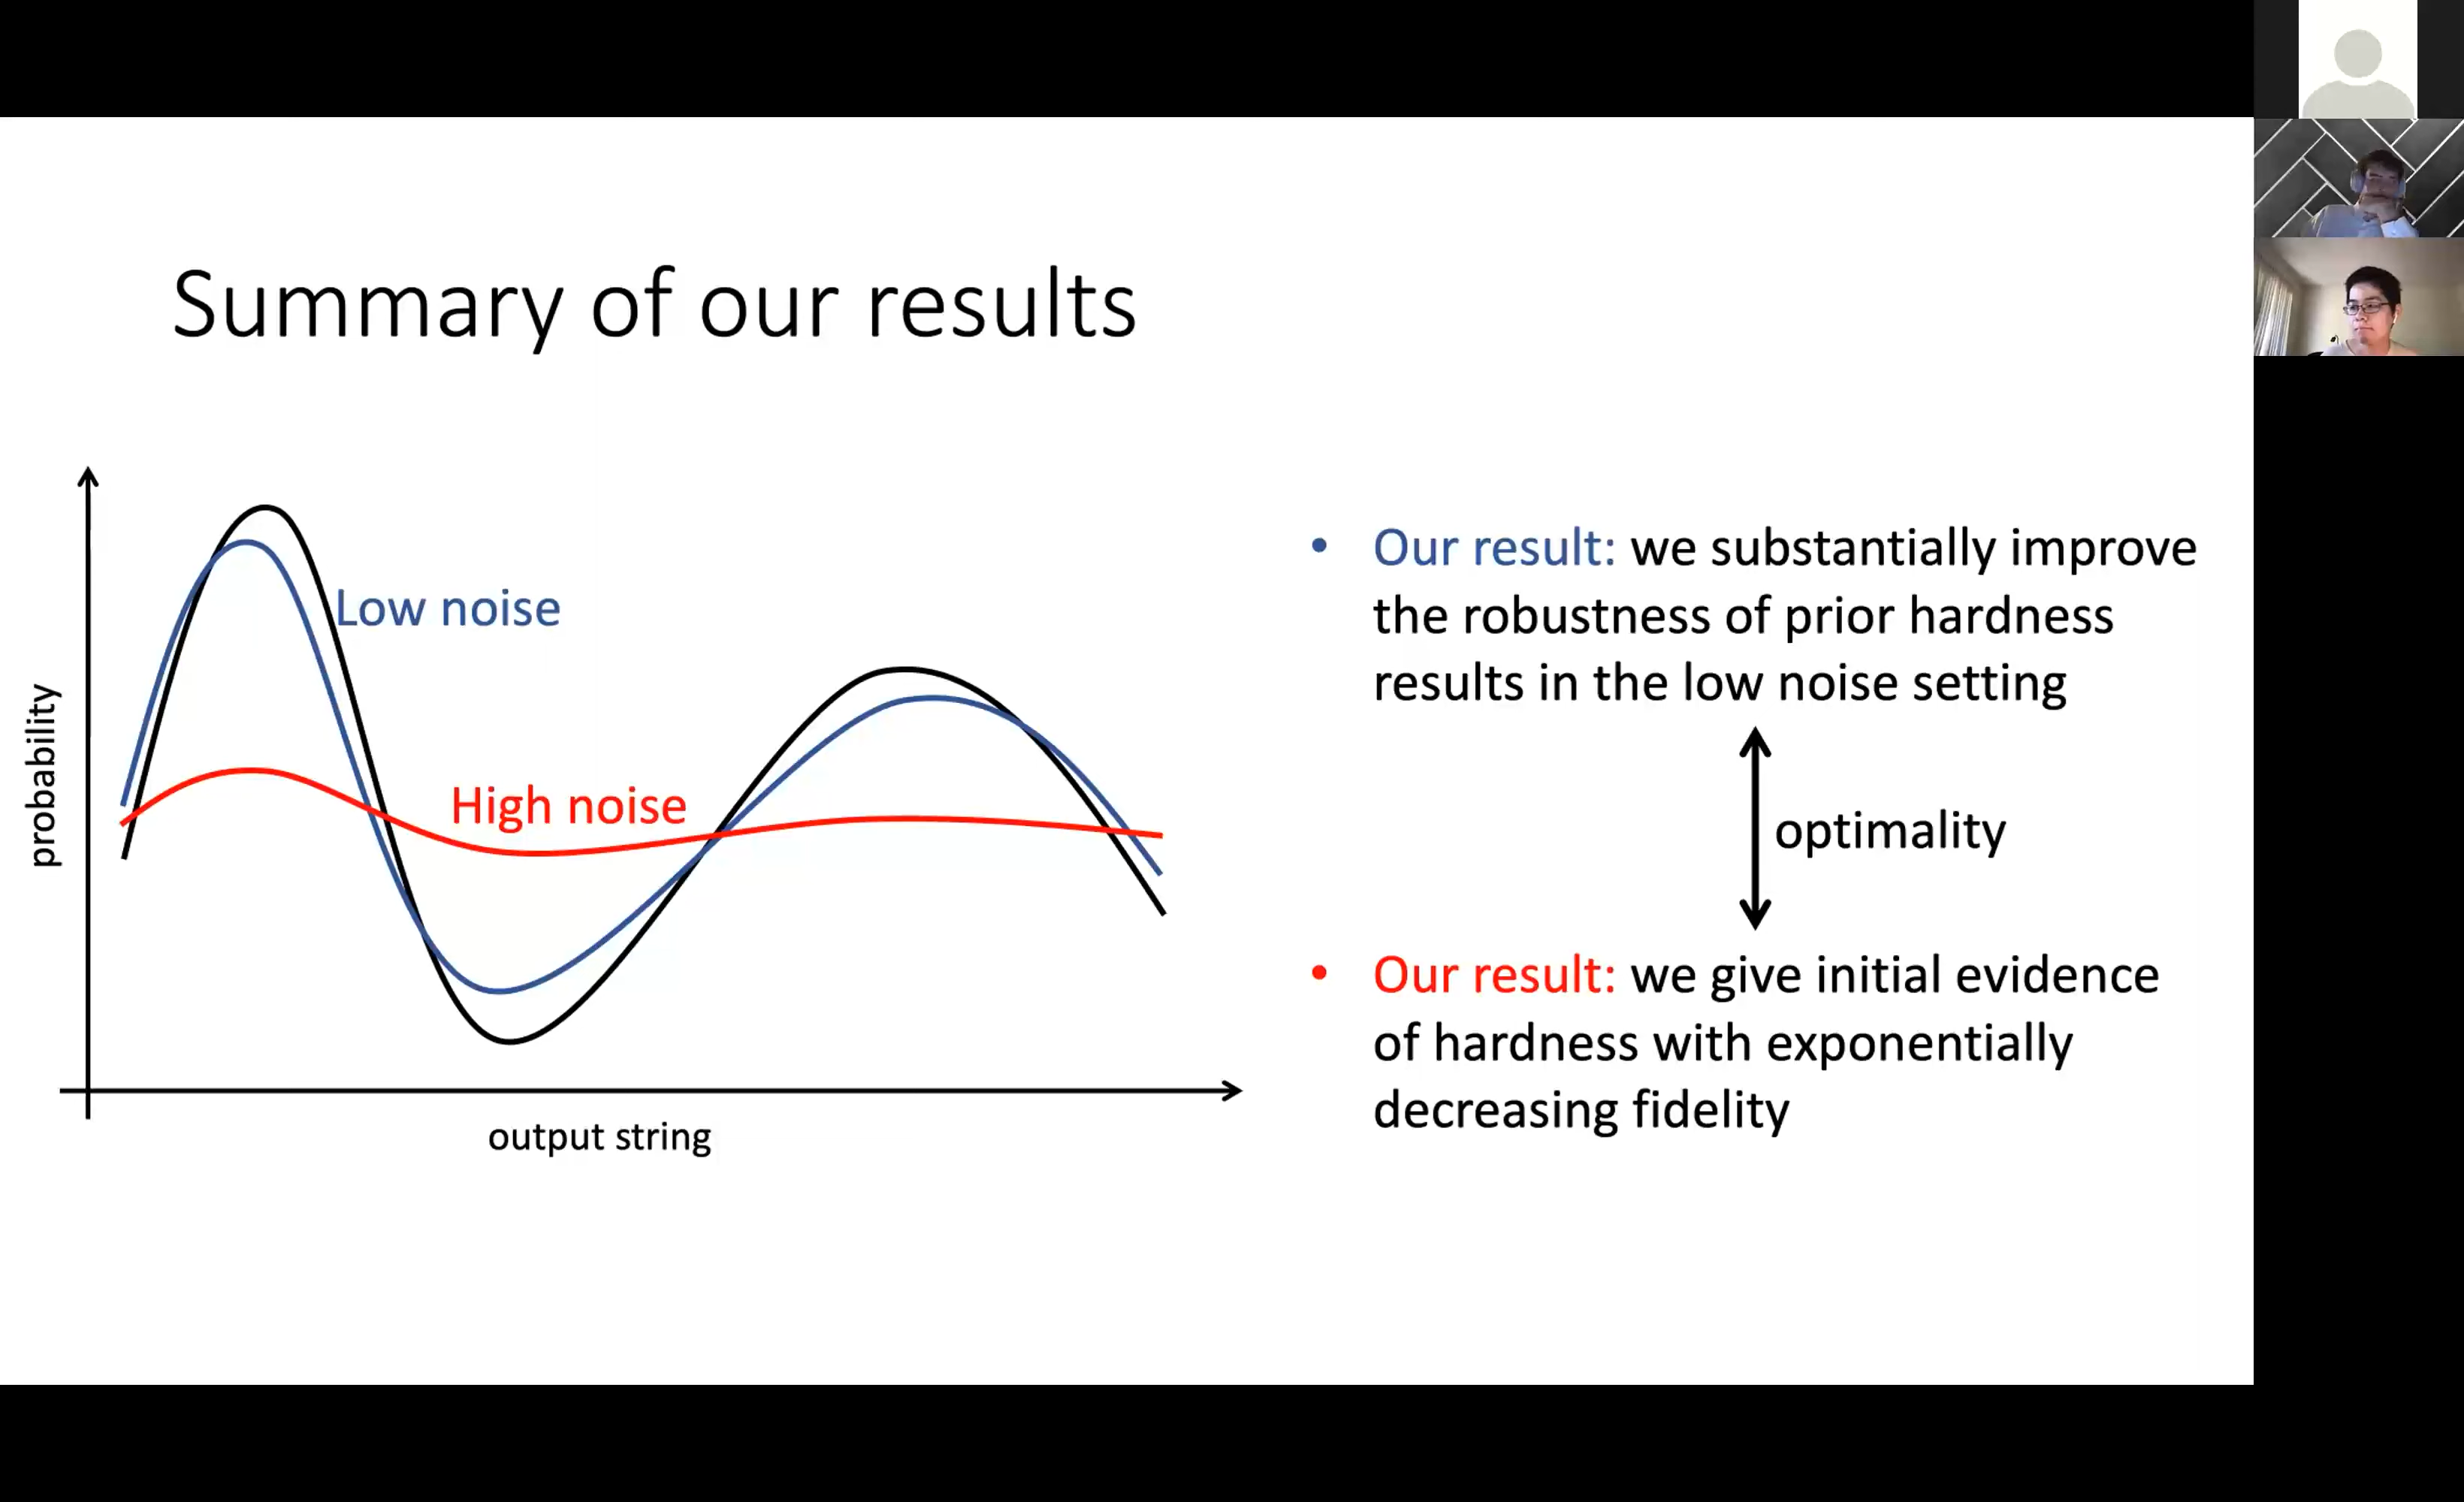 Summary of our results
probability
Low noise
High noise
output string
• Our result: we substantially improve
the robustness of prior hardness
results in the low noise setting
optimality
• Our result: we give initial evidence
of hardness with exponentially
decreasing fidelity